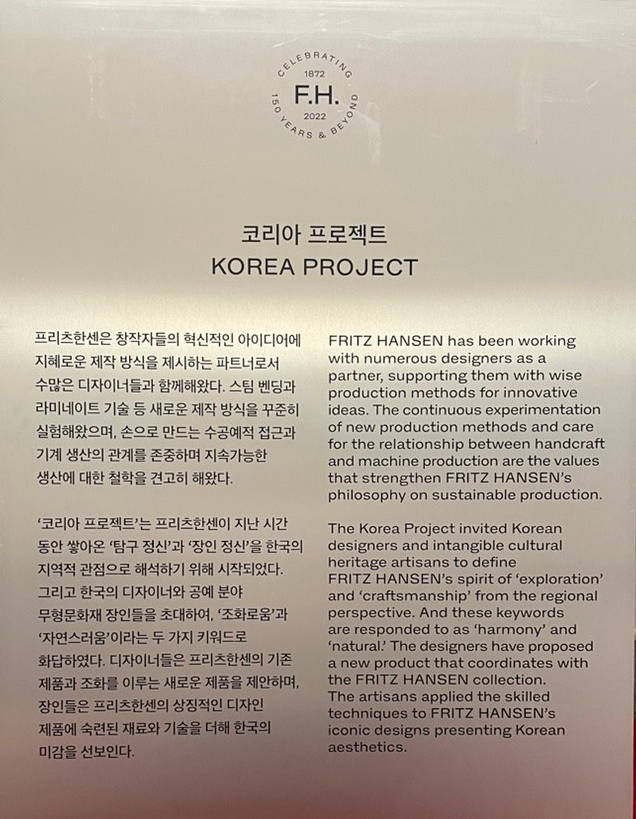 CELEBRATING
1872
F.H.
2022
150 YEARS & BEYOND
코리아 프로젝트
KOREA PROJECT
프리츠한센은 창작자들의 혁신적인 아이디어에
지혜로운 제작 방식을 제시하는 파트너로서
수많은 디자이너들과 함께해왔다. 스팀 벤딩과
라미네이트 기술 등 새로운 제작 방식을 꾸준히
실험해왔으며, 손으로 만드는 수공예적 접근과
기계 생산의 관계를 존중하며 지속가능한
생산에 대한 철학을 견고히 해왔다.
‘코리아 프로젝트’는 프리츠한센이 지난 시간
동안 쌓아온 ‘탐구 정신’과 ‘장인 정신’을 한국의
지역적 관점으로 해석하기 위해 시작되었다.
그리고 한국의 디자이너와 공예 분야
무형문화재 장인들을 초대하여, ‘조화로움’과
‘자연스러움’이라는 두 가지 키워드로
화답하였다. 디자이너들은 프리츠한센의 기존
제품과 조화를 이루는 새로운 제품을 제안하며,
장인들은 프리츠한센의 상징적인 디자인
제품에 숙련된 재료와 기술을 더해 한국의
미감을 선보인다.
FRITZ HANSEN has been working
with numerous designers as a
partner, supporting them with wise
production methods for innovative
ideas. The continuous experimentation
of new production methods and care
for the relationship between handcraft
and machine production are the values
that strengthen FRITZ HANSEN’s
philosophy on sustainable production.
The Korea Project invited Korean
designers and intangible cultural
heritage artisans to define
FRITZ HANSEN’s spirit of ‘exploration’
and ‘craftsmanship’ from the regional
perspective. And these keywords
are responded to as ‘harmony’ and
‘natural.’ The designers have proposed
a new product that coordinates with
the FRITZ HANSEN collection.
The artisans applied the skilled
techniques to FRITZ HANSEN’s
iconic designs presenting Korean
aesthetics.